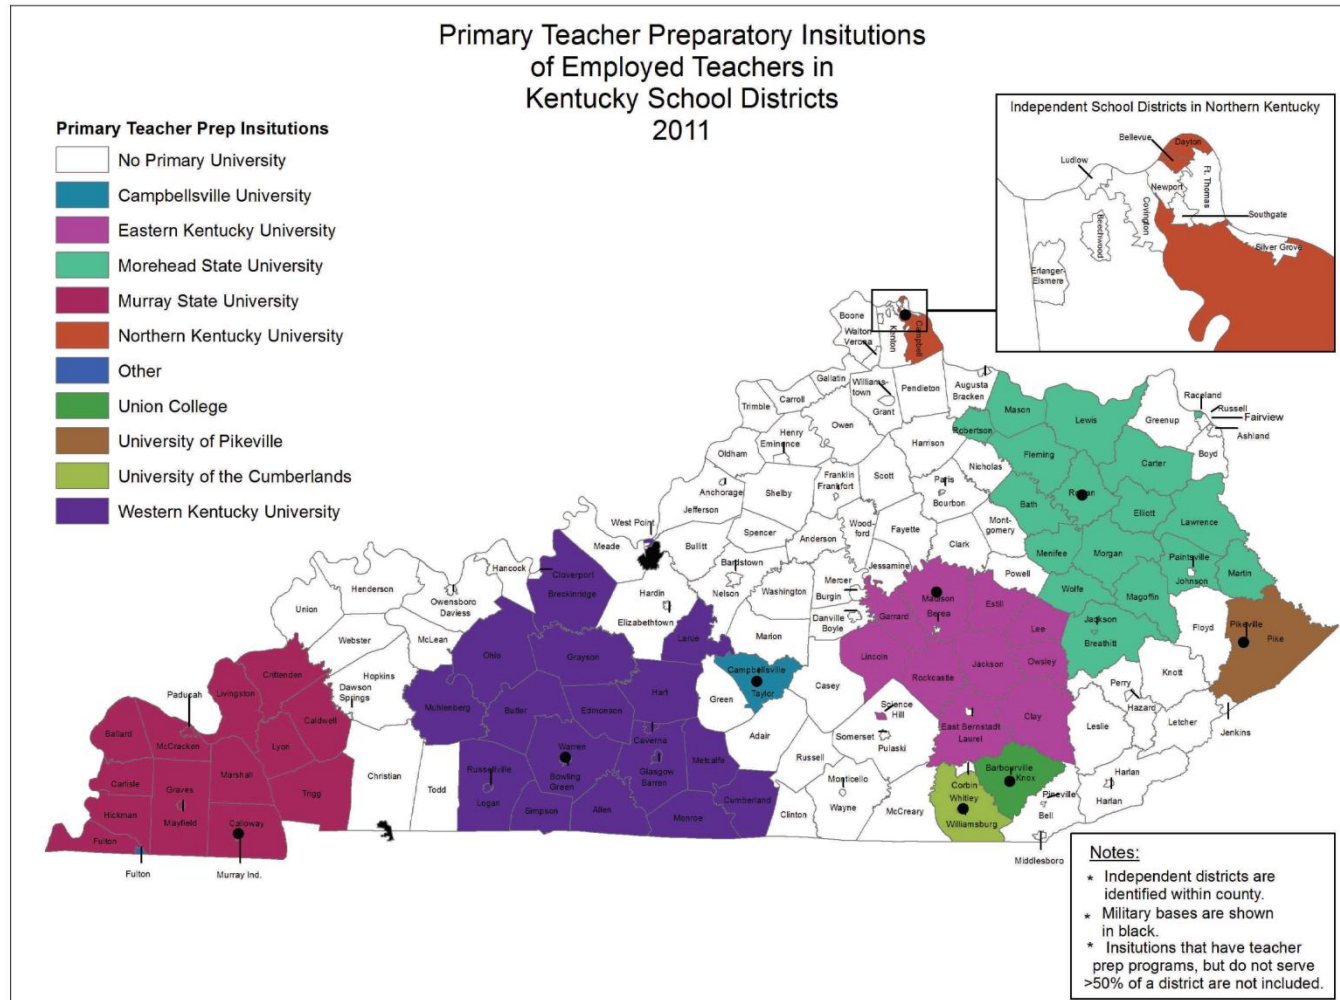 Primary Teacher Preparatory Insitutions
of Employed Teachers in
Kentucky School Districts
2011
Primary Teacher Prep Insitutions
No Primary University
Campbellsville University
Eastern Kentucky University
Morehead State University
Murray State University
Northern Kentucky University
Other
Union College
University of Pikeville
University of the Cumberlands
Western Kentucky University
Independent School Districts in Northern Kentucky
Bellevue
Dayton
Ludlow
Ft. Thomas
Newport
Covington
Beechwood
Southgate
Silver Grove
Erlanger-
Elsmere
Boone
Walton
Verona
Kenton
Campbell
Gallatin
Williams-
town
Grant
Pendleton
Augusta
Bracken
Trimble
Carroll
Owen
Mason
Lewis
Robertson
Greenup
Raceland
Russell
Fairview
Ashland
Boyd
Henry
Eminence
Oldham
Harrison
Nicholas
Fleming
Carter
Anchorage
Jefferson
Shelby
Franklin
Frankfort
Scott
Paris
Bourbon
Bath
Rowan
Elliott
Lawrence
West Point
Meade
Bullitt
Spencer
Anderson
Wood-
ford
Fayette
Clark
Mont-
gomery
Menifee
Morgan
Paintsville
Johnson
Martin
Hancock
Cloverport
Breckinridge
Hardin
Elizabethtown
Bardstown
Nelson
Washington
Mercer
Burgin
Jessamine
Madison
Berea
Powell
Estill
Wolfe
Magoffin
Henderson
Union
Owensboro
Daviess
Webster
McLean
Ohio
Grayson
Larue
Marion
Danville
Boyle
Garrard
Lee
Jackson
Breathitt
Floyd
Pikeville
Pike
Hopkins
Dawson
Springs
Muhlenberg
Butler
Edmonson
Hart
Green
Campbellsville
Taylor
Casey
Lincoln
Rockcastle
Jackson
Owsley
Perry
Hazard
Knott
Letcher
Jenkins
Crittenden
Livingston
Paducah
Caldwell
Ballard
McCracken
Lyon
Marshall
Carlisle
Graves
Hickman
Mayfield
Calloway
Trigg
Fulton
Fulton
Murray Ind.
Christian
Todd
Russellville
Logan
Warren
Bowling
Green
Simpson
Allen
Caverna
Glasgow
Barren
Metcalfe
Monroe
Cumberland
Adair
Russell
Clinton
Monticello
Wayne
Science
Hill
Somerset
Pulaski
McCreary
East Bernstadt
Laurel
Clay
Leslie
Corbin
Whitley
Williamsburg
Barbourville
Knox
Pineville
Bell
Middlesboro
Harlan
Harlan
Notes:
* Independent districts are
identified within county.
* Military bases are shown
in black.
* Insitutions that have teacher
prep programs, but do not serve
>50% of a district are not included.